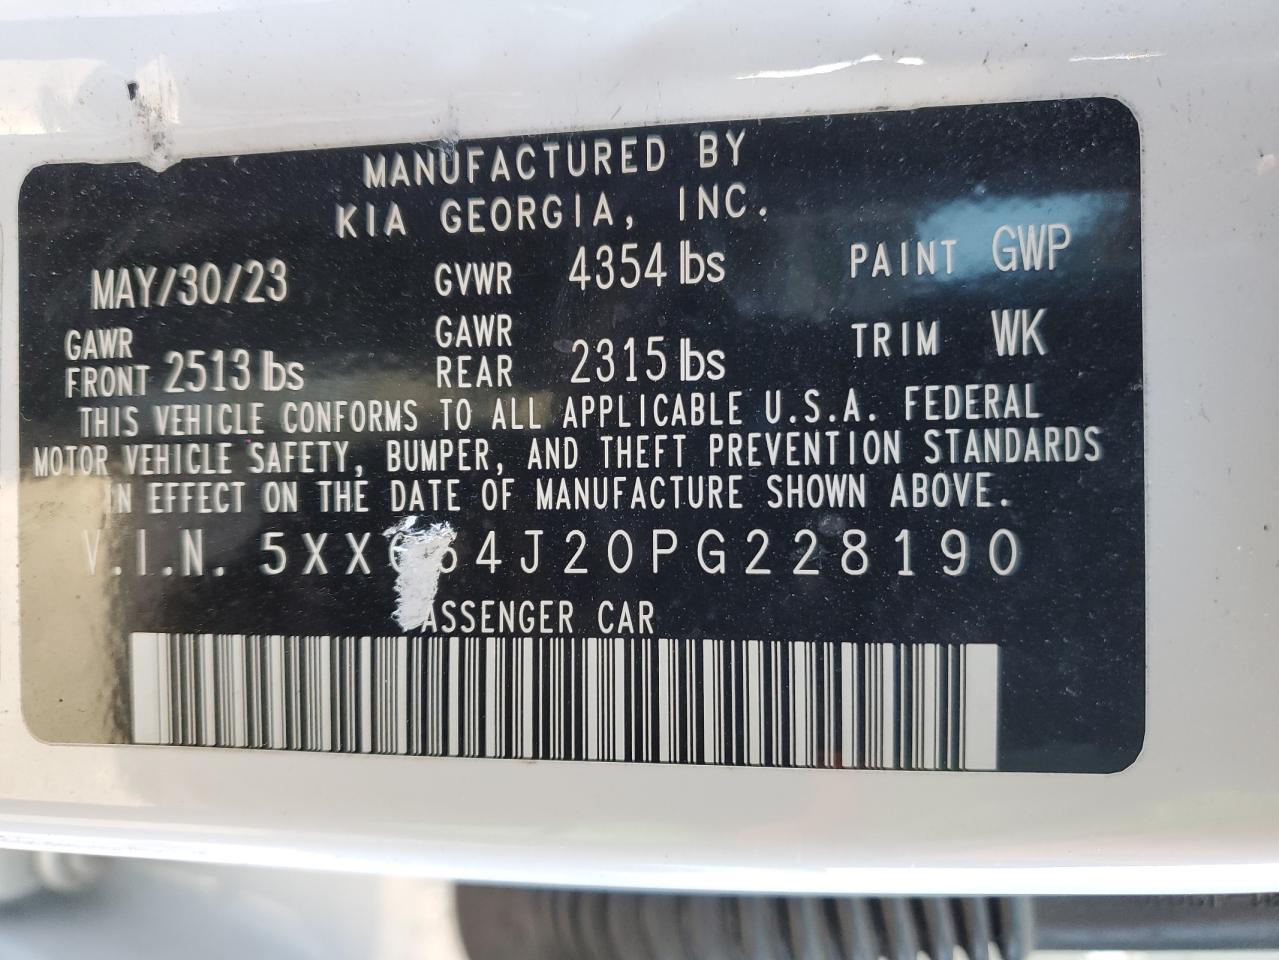 MANUFACTURED BY
KIA GEORGIA, INC.
MAY/30/23 GVWR 4354 lbs PAINT GWP
GAWR FRONT 2513 lbs GAWR REAR 2315 lbs TRIM WK
THIS VEHICLE CONFORMS TO ALL APPLICABLE U.S.A. FEDERAL
MOTOR VEHICLE SAFETY, BUMPER, AND THEFT PREVENTION STANDARDS
IN EFFECT ON THE DATE OF MANUFACTURE SHOWN ABOVE.
V.I.N. 5XXG64J20PG228190
PASSENGER CAR